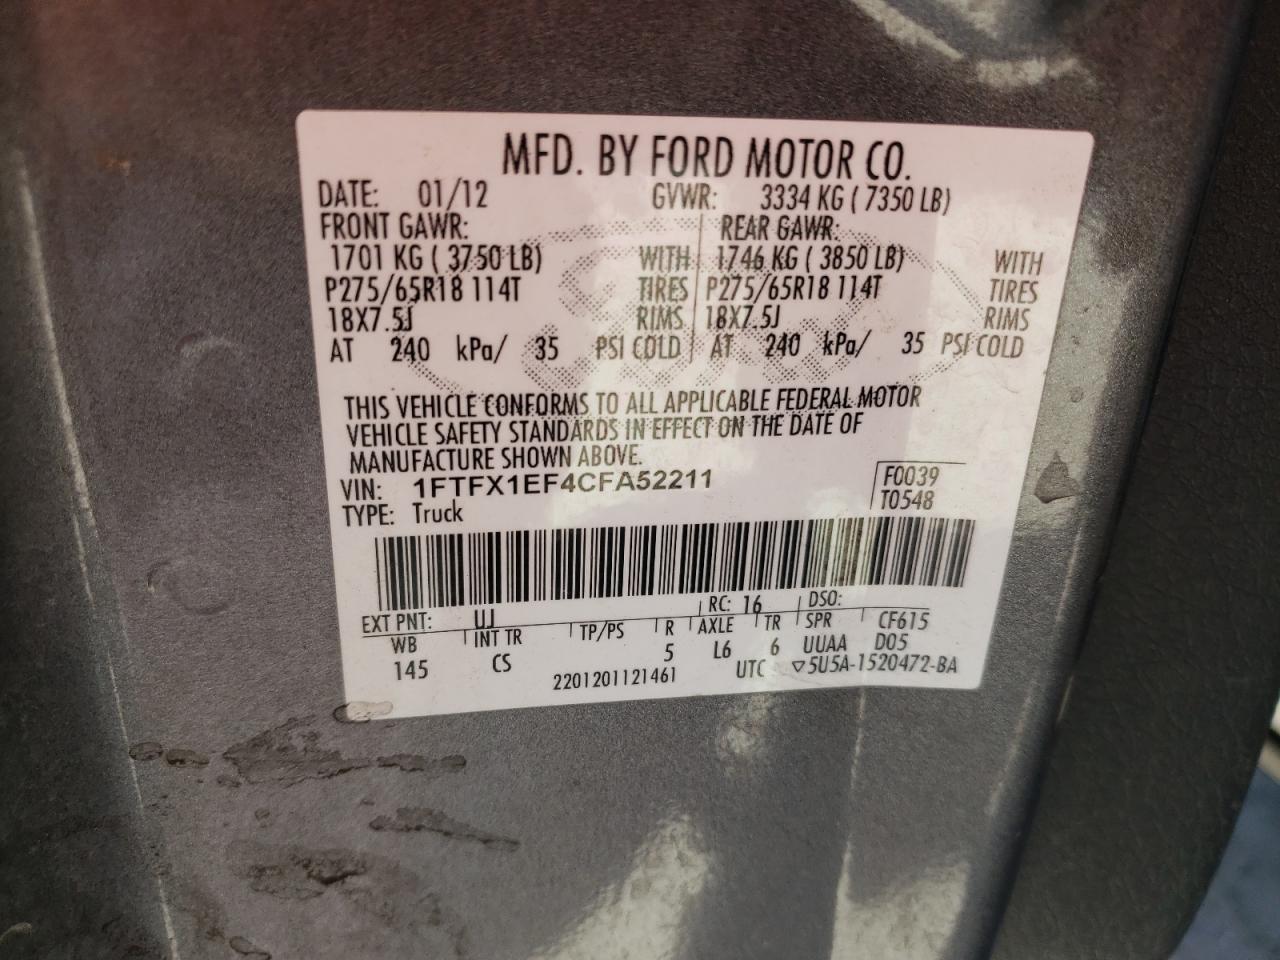 MFD. BY FORD MOTOR CO.
DATE: 01/12 GVWR: 3334 KG ( 7350 LB)
FRONT GAWR: REAR GAWR:
1701 KG ( 3750 LB) WITH 1746 KG ( 3850 LB) WITH
P275/65R18 114T TIRES P275/65R18 114T TIRES
18X7.5J RIMS 18X7.5J RIMS
AT 240 kPa/ 35 PSI COLD AT 240 kPa/ 35 PSI COLD
THIS VEHICLE CONFORMS TO ALL APPLICABLE FEDERAL MOTOR
VEHICLE SAFETY STANDARDS IN EFFECT ON THE DATE OF
MANUFACTURE SHOWN ABOVE.
VIN: 1FTFX1EF4CFA52211 F0039
TYPE: Truck T0548
EXT PNT: UJ RC: 16 DSO:
WB INT TR TP/PS R AXLE TR SPR CF615
145 CS 5 L6 6 UUAA D05
2201201121461 UTC ▽5U5A-1520472-BA